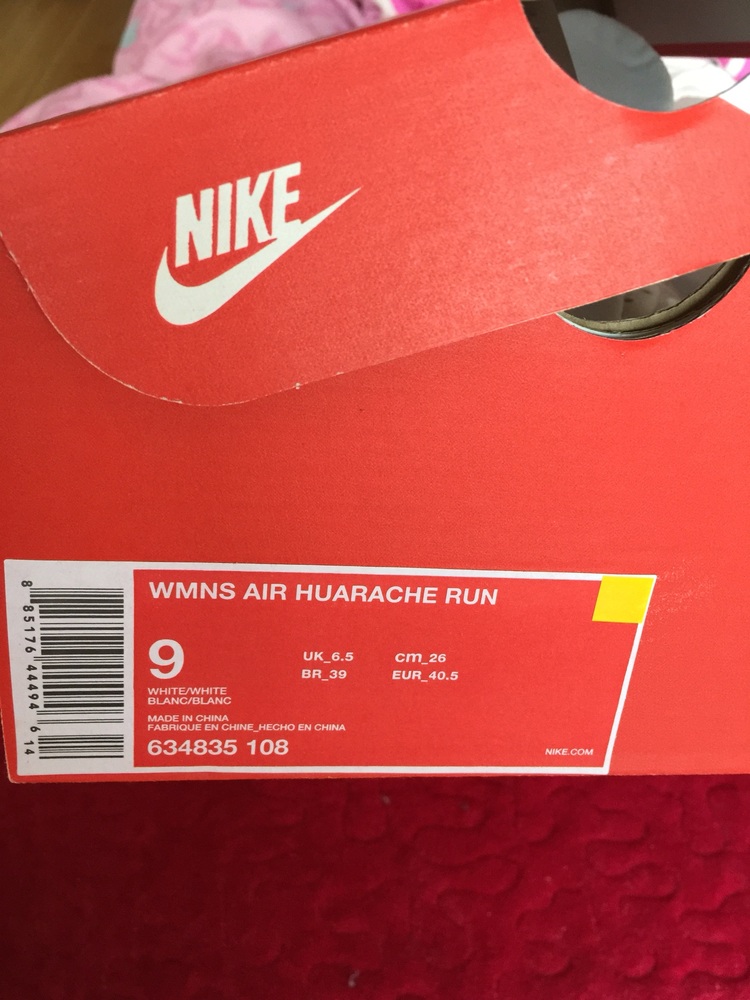 NIKE
WMNS AIR HUARACHE RUN
9
UK_6.5 cm_26
BR_39 EUR_40.5
WHITE/WHITE
BLANC/BLANC
MADE IN CHINA
FABRIQUE EN CHINE_HECHO EN CHINA
634835 108
NIKE.COM
8 85176 44494 6 14